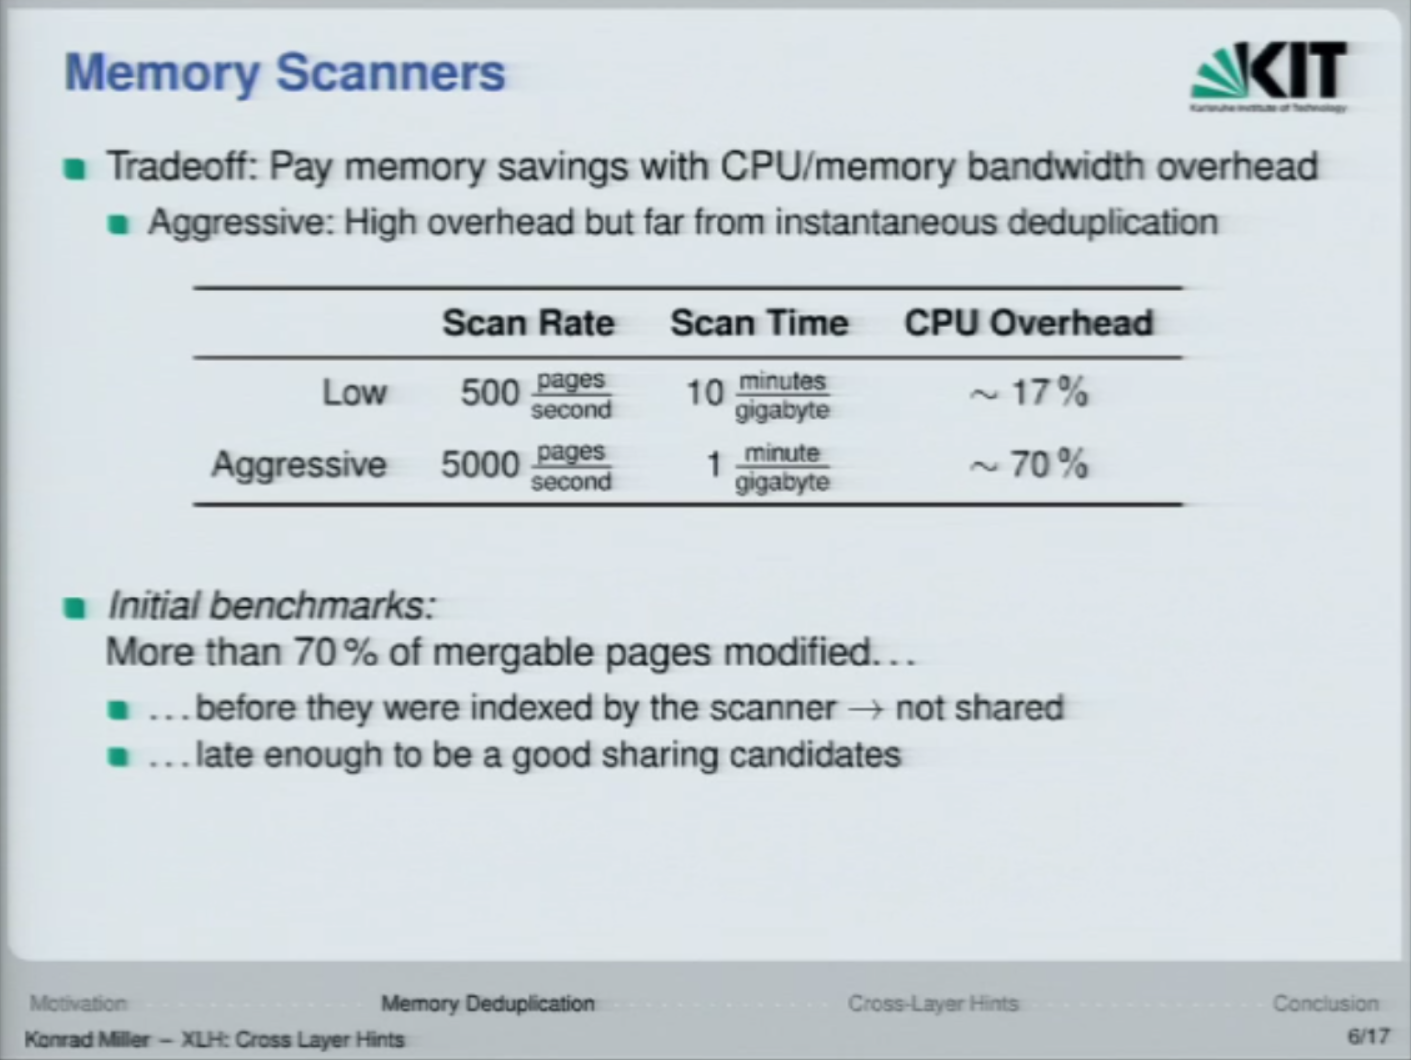 Memory Scanners
KIT
Karlsruhe Institute of Technology
Tradeoff: Pay memory savings with CPU/memory bandwidth overhead
Aggressive: High overhead but far from instantaneous deduplication
Scan Rate Scan Time CPU Overhead
Low 500 pages/second 10 minutes/gigabyte ~ 17 %
Aggressive 5000 pages/second 1 minute/gigabyte ~ 70 %
Initial benchmarks:
More than 70 % of mergable pages modified...
...before they were indexed by the scanner → not shared
...late enough to be a good sharing candidates
Motivation Memory Deduplication Cross-Layer Hints Conclusion
Konrad Miller – XLH: Cross Layer Hints 6/17